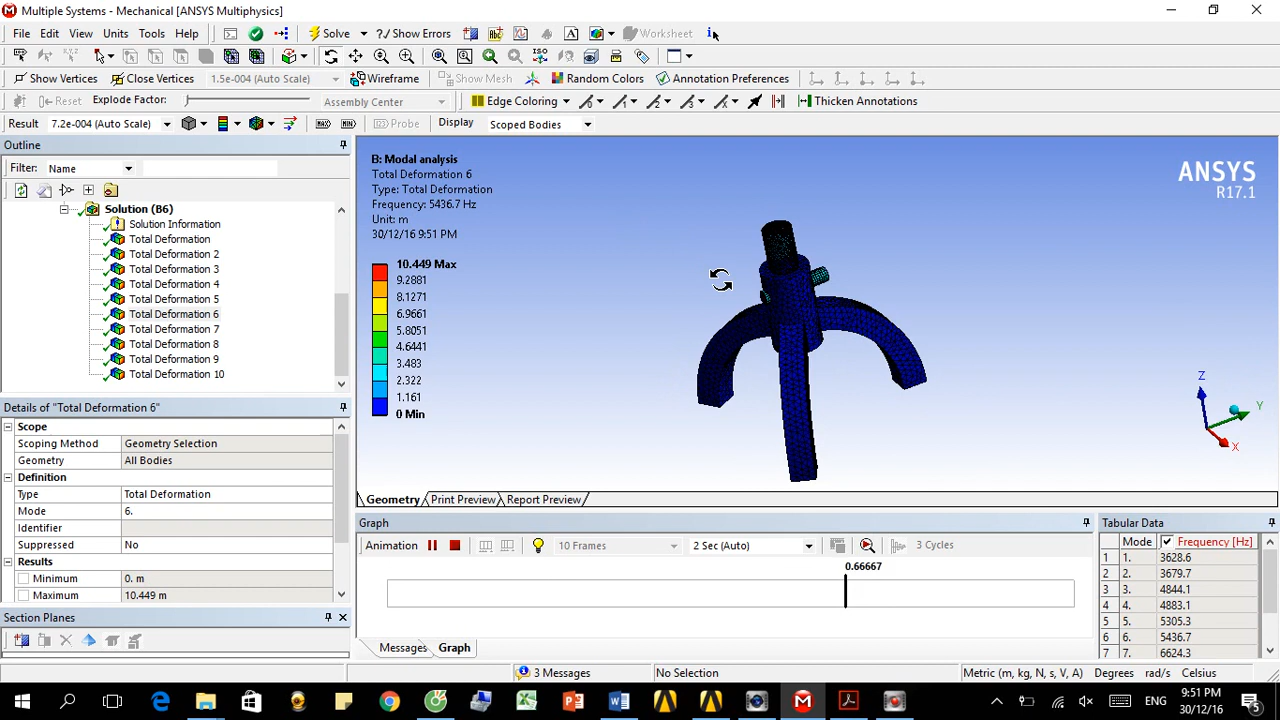 Multiple Systems - Mechanical [ANSYS Multiphysics]
File Edit View Units Tools Help Solve ?/ Show Errors Worksheet
Show Vertices Close Vertices 1.5e-004 (Auto Scale) Wireframe Show Mesh Random Colors Annotation Preferences
Reset Explode Factor: Assembly Center Edge Coloring Thicken Annotations
Result 7.2e-004 (Auto Scale) MAX MIN Probe Display Scoped Bodies
Outline
Filter: Name
Solution (B6)
Solution Information
Total Deformation
Total Deformation 2
Total Deformation 3
Total Deformation 4
Total Deformation 5
Total Deformation 6
Total Deformation 7
Total Deformation 8
Total Deformation 9
Total Deformation 10
Details of "Total Deformation 6"
Scope
Scoping Method Geometry Selection
Geometry All Bodies
Definition
Type Total Deformation
Mode 6.
Identifier
Suppressed No
Results
Minimum 0. m
Maximum 10.449 m
Section Planes
B: Modal analysis
Total Deformation 6
Type: Total Deformation
Frequency: 5436.7 Hz
Unit: m
30/12/16 9:51 PM
10.449 Max
9.2881
8.1271
6.9661
5.8051
4.6441
3.483
2.322
1.161
0 Min
ANSYS
R17.1
Z
Y
X
Geometry Print Preview Report Preview
Graph
Animation 10 Frames 2 Sec (Auto) 3 Cycles
0.66667
Messages Graph
Tabular Data
Mode Frequency [Hz]
1 1. 3628.6
2 2. 3679.7
3 3. 4844.1
4 4. 4883.1
5 5. 5305.3
6 6. 5436.7
7 7. 6624.3
3 Messages No Selection Metric (m, kg, N, s, V, A) Degrees rad/s Celsius
ENG 9:51 PM
30/12/16 5